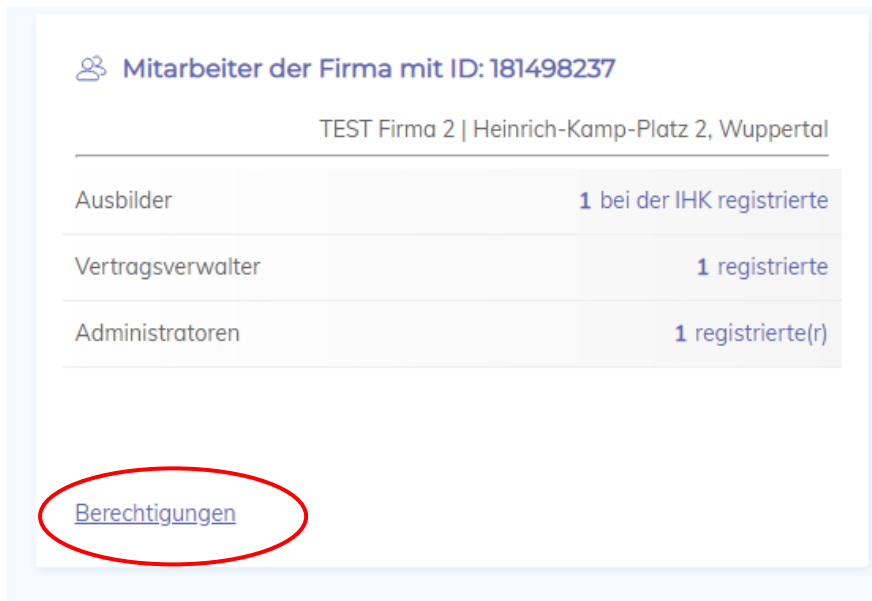 Mitarbeiter der Firma mit ID: 181498237
TEST Firma 2 | Heinrich-Kamp-Platz 2, Wuppertal
Ausbilder 1 bei der IHK registrierte
Vertragsverwalter 1 registrierte
Administratoren 1 registrierte(r)
Berechtigungen